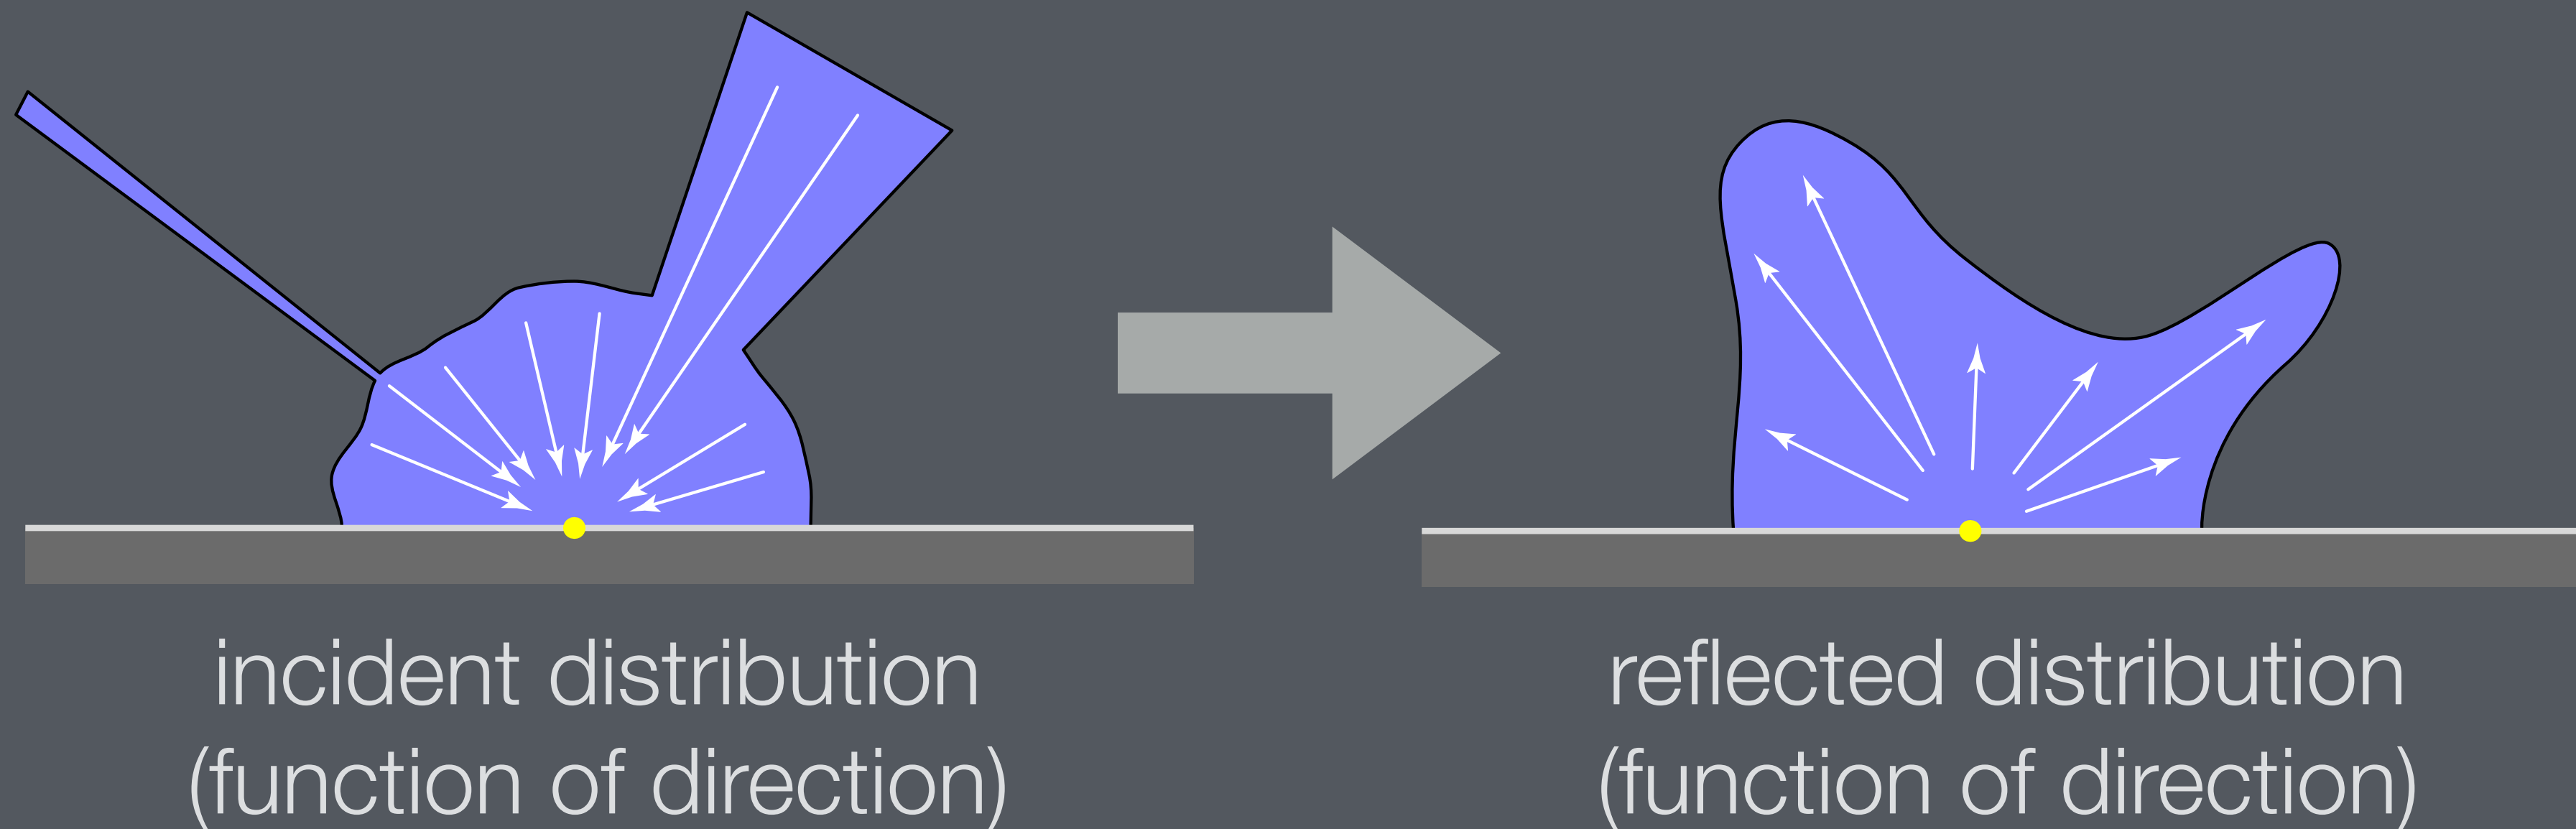 incident distribution
(function of direction)
reflected distribution
(function of direction)